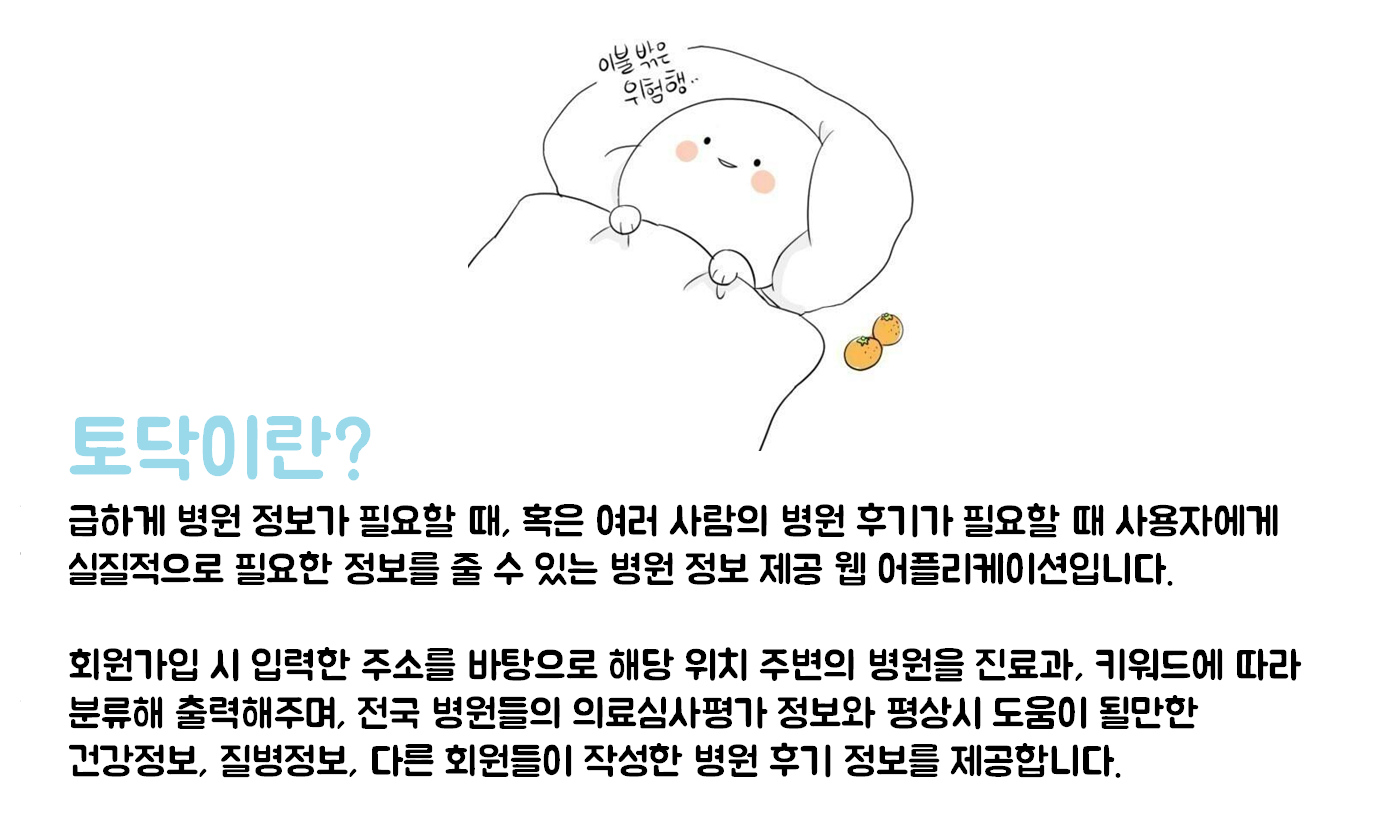 이불 밖은
위험행..
토닥이란?
급하게 병원 정보가 필요할 때, 혹은 여러 사람의 병원 후기가 필요할 때 사용자에게
실질적으로 필요한 정보를 줄 수 있는 병원 정보 제공 웹 어플리케이션입니다.
회원가입 시 입력한 주소를 바탕으로 해당 위치 주변의 병원을 진료과, 키워드에 따라
분류해 출력해주며, 전국 병원들의 의료심사평가 정보와 평상시 도움이 될만한
건강정보, 질병정보, 다른 회원들이 작성한 병원 후기 정보를 제공합니다.